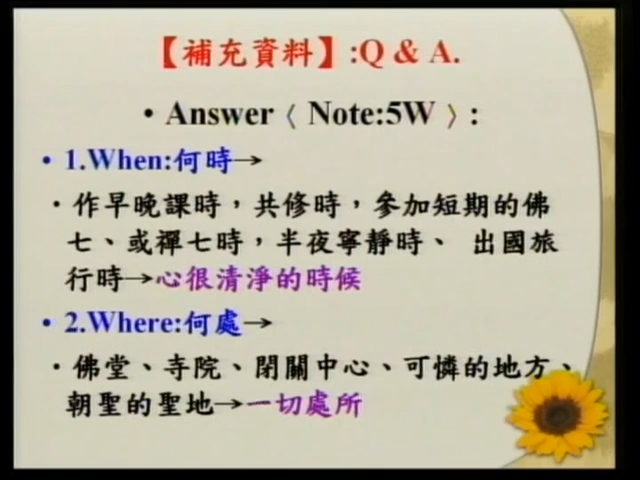 【補充資料】:Q & A.
• Answer〈 Note:5W 〉:
• 1.When:何時→
• 作早晚課時，共修時，參加短期的佛
七、或禪七時，半夜寧靜時、 出國旅
行時→心很清淨的時候
• 2.Where:何處→
• 佛堂、寺院、閉關中心、可憐的地方、
朝聖的聖地→一切處所